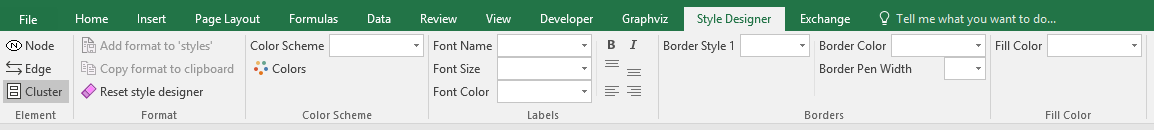 File Home Insert Page Layout Formulas Data Review View Developer Graphviz Style Designer Exchange Tell me what you want to do...
N Node Add format to 'styles' Color Scheme Font Name B I Border Style 1 Border Color Fill Color
Edge Copy format to clipboard Colors Font Size Border Pen Width
Cluster Reset style designer Font Color
Element Format Color Scheme Labels Borders Fill Color